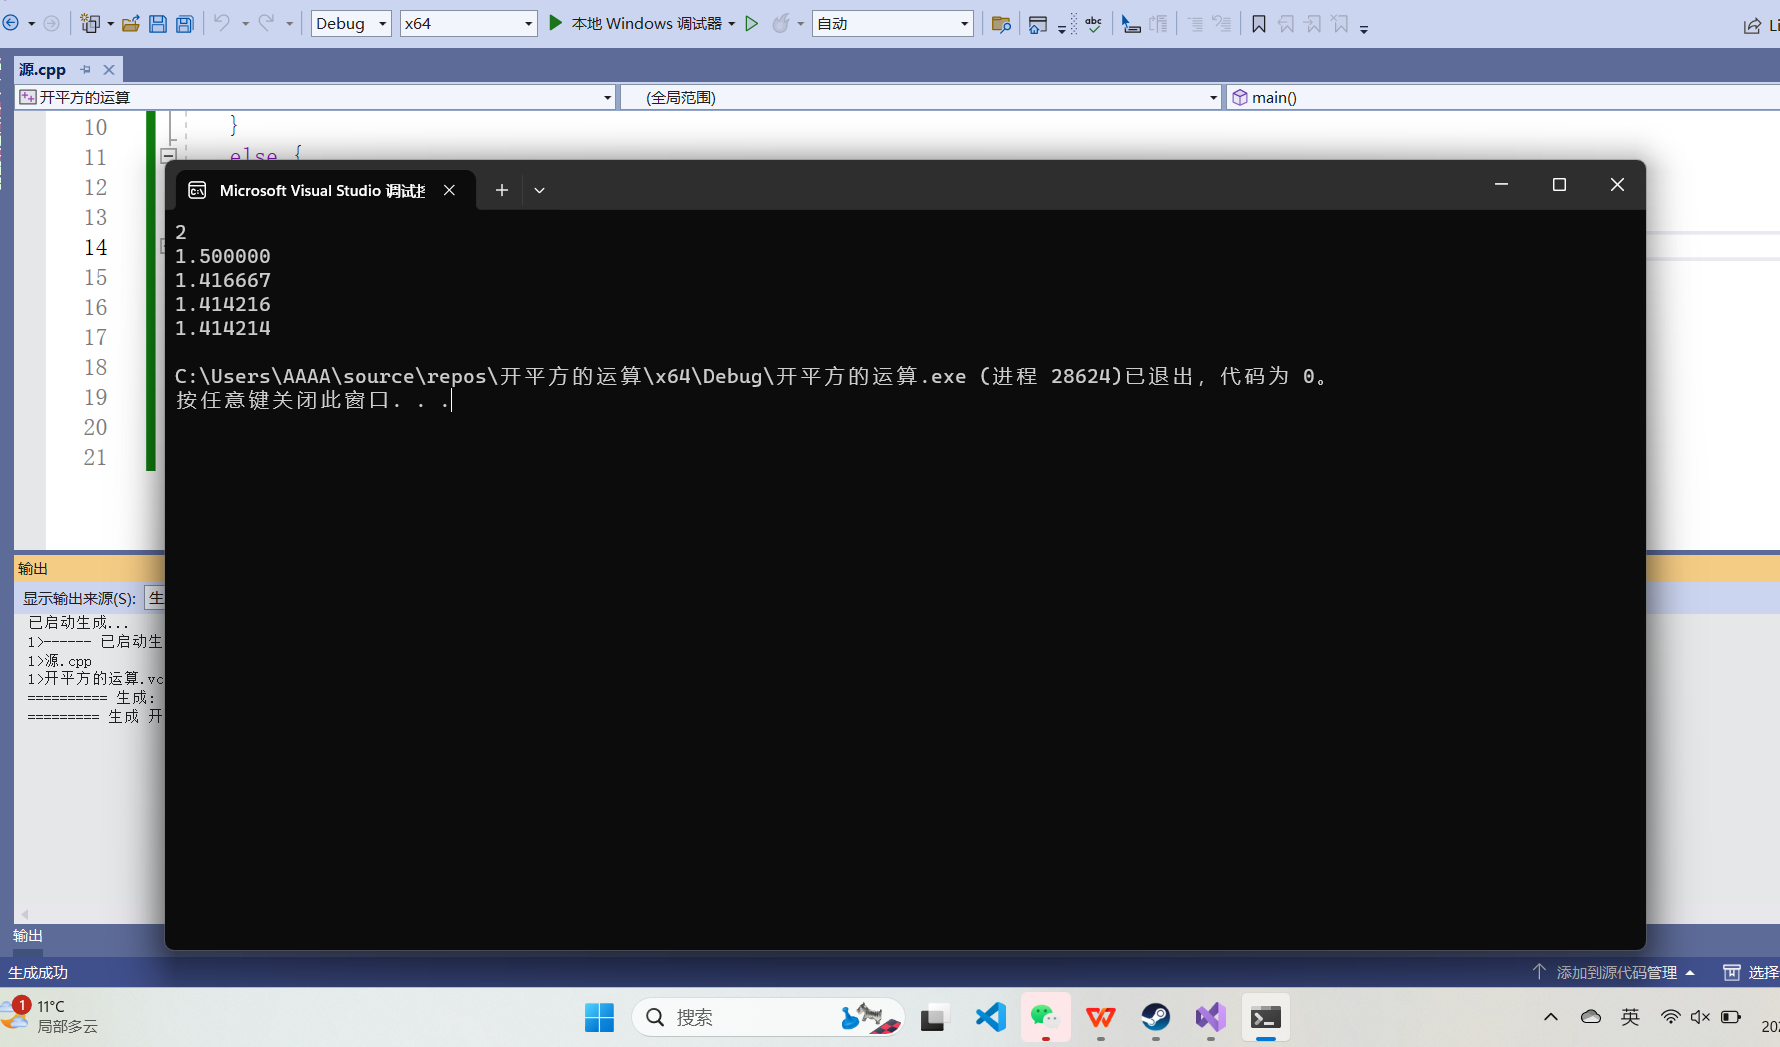 Debug
x64
本地 Windows 调试器
自动
abc
源.cpp
开平方的运算
(全局范围)
main()
10
}
11
else {
12
13
14
15
16
17
18
19
20
21
Microsoft Visual Studio 调试
2
1.500000
1.416667
1.414216
1.414214
C:\Users\AAAA\source\repos\开平方的运算\x64\Debug\开平方的运算.exe (进程 28624)已退出，代码为 0。
按任意键关闭此窗口. . .
输出
显示输出来源(S): 生
已启动生成...
1>------ 已启动生
1>源.cpp
1>开平方的运算.vc
========== 生成:
========= 生成 开
输出
生成成功
添加到源代码管理
选择
1
11°C
局部多云
搜索
英
202